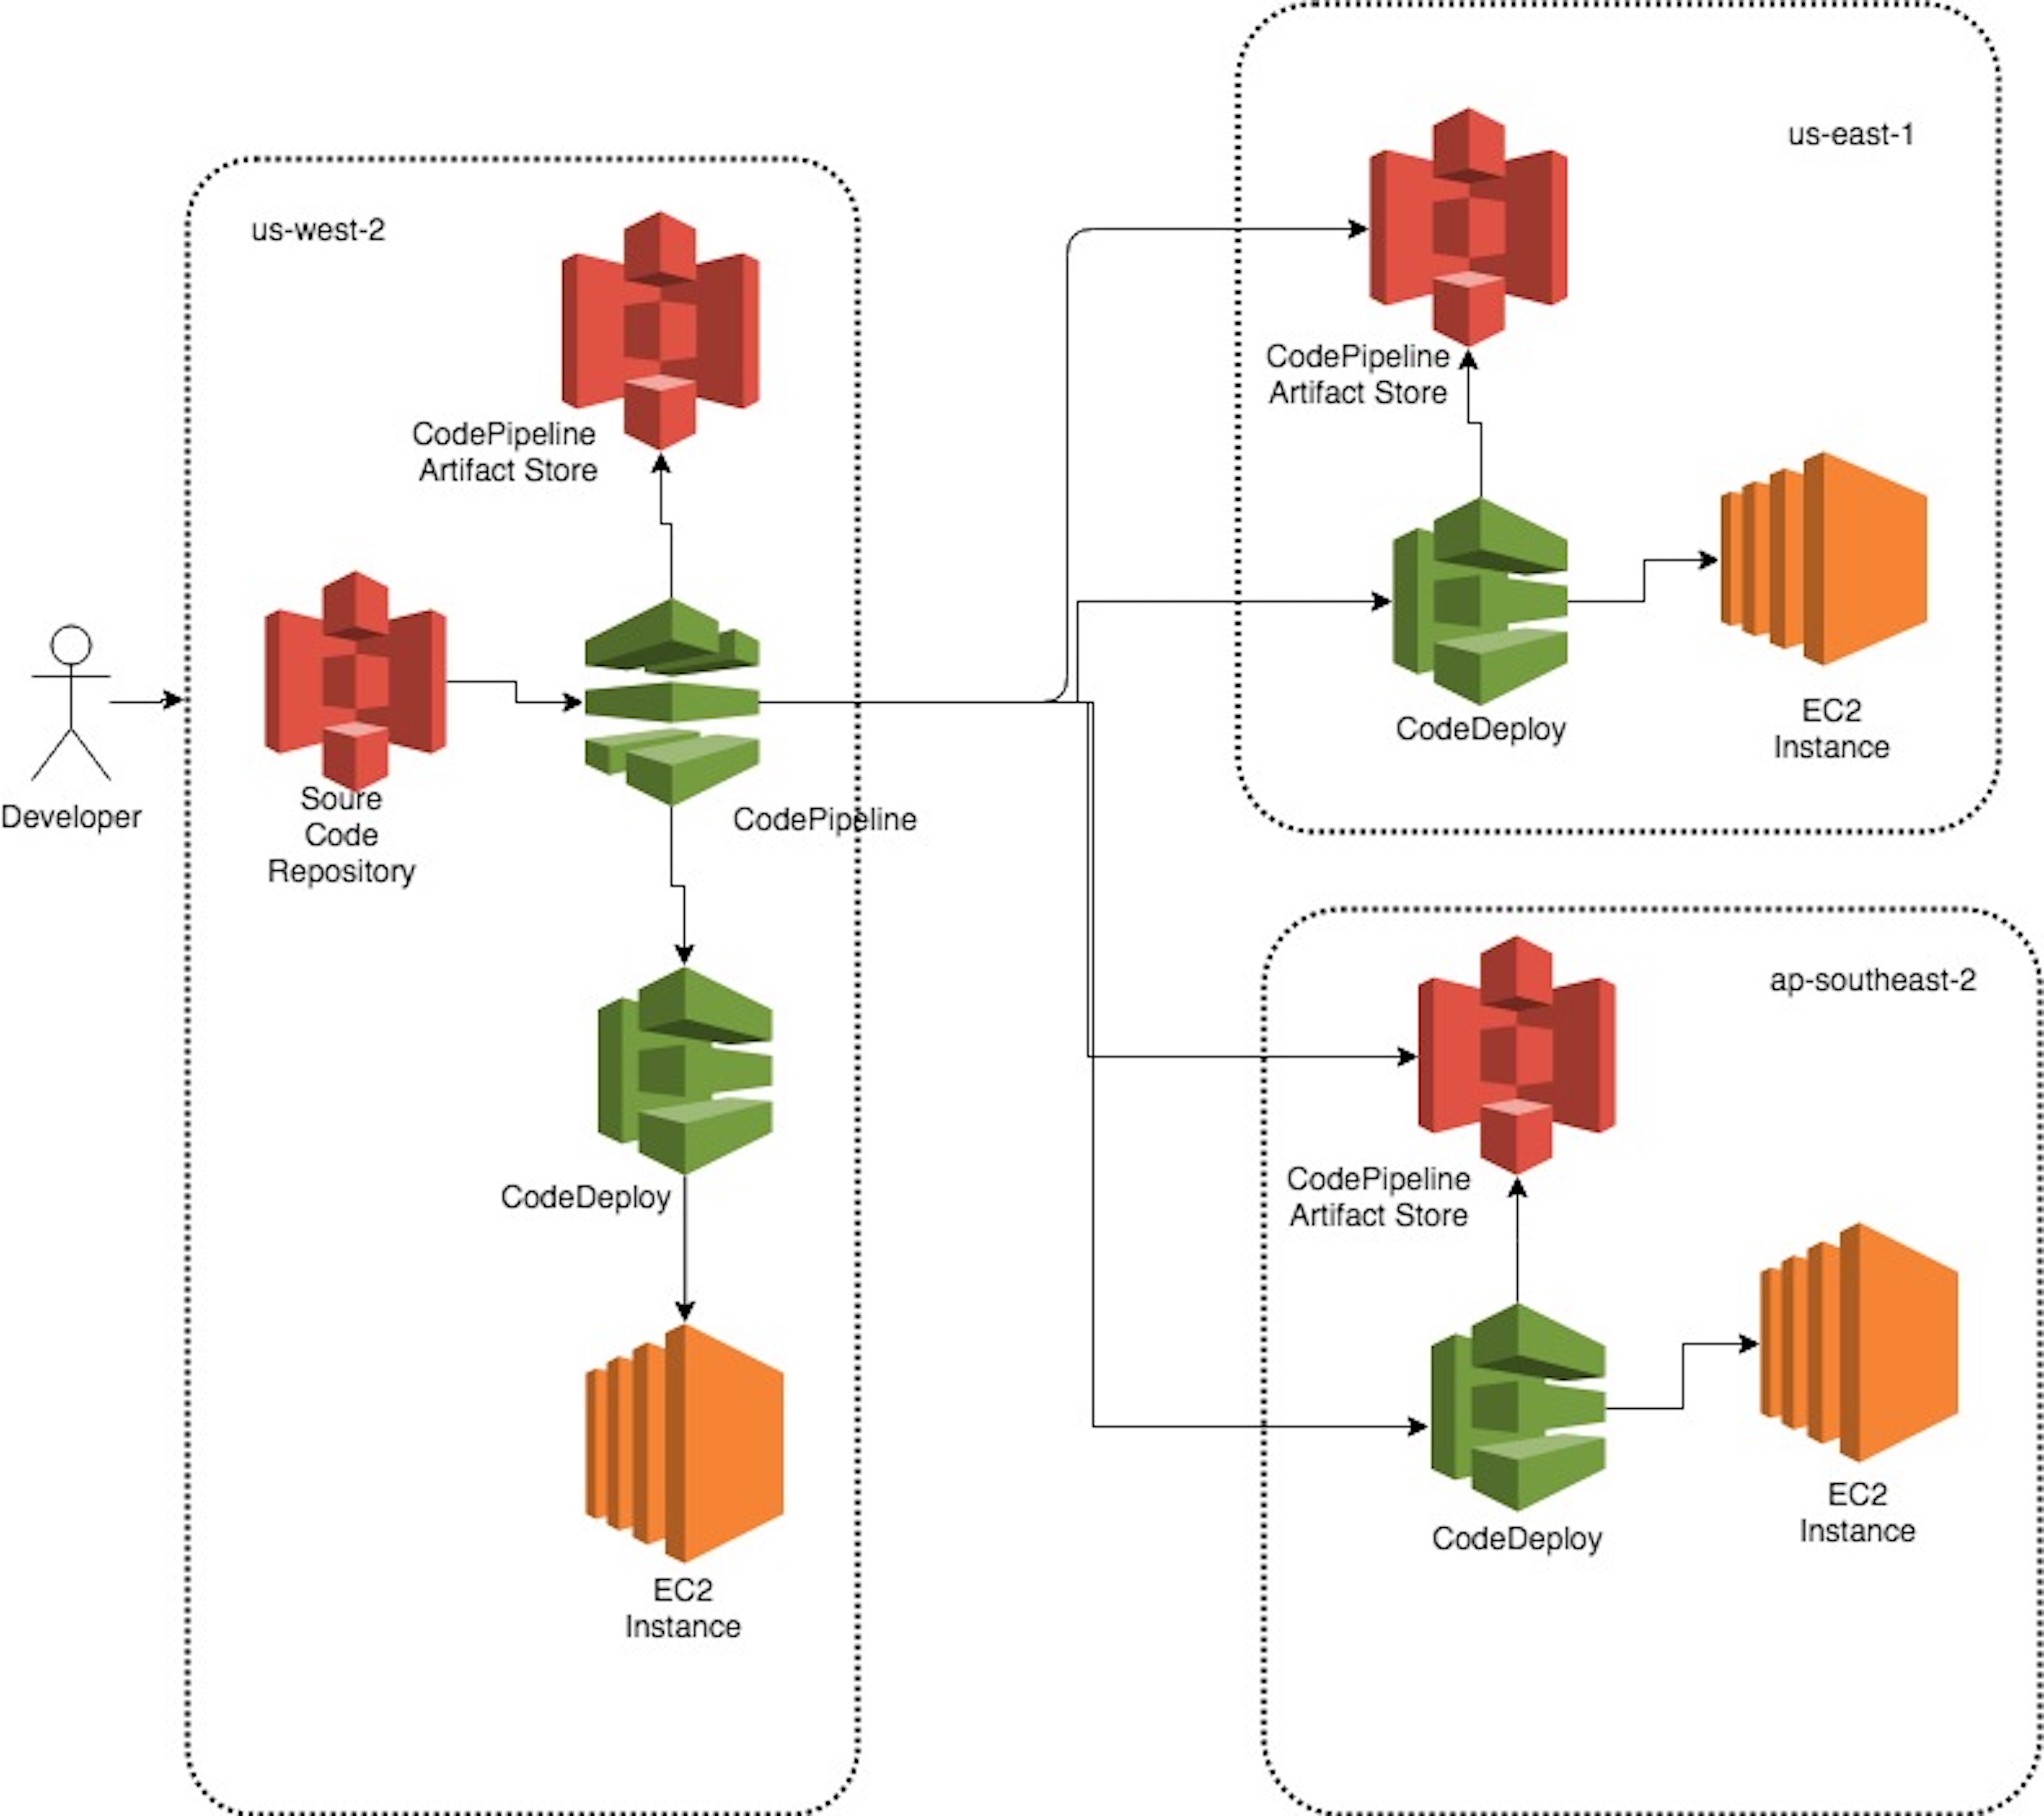 us-east-1
us-west-2
CodePipeline
Artifact Store
CodePipeline
Artifact Store
EC2
Instance
CodeDeploy
Developer
Soure
Code
Repository
CodePipeline
ap-southeast-2
CodePipeline
Artifact Store
CodeDeploy
EC2
Instance
CodeDeploy
EC2
Instance